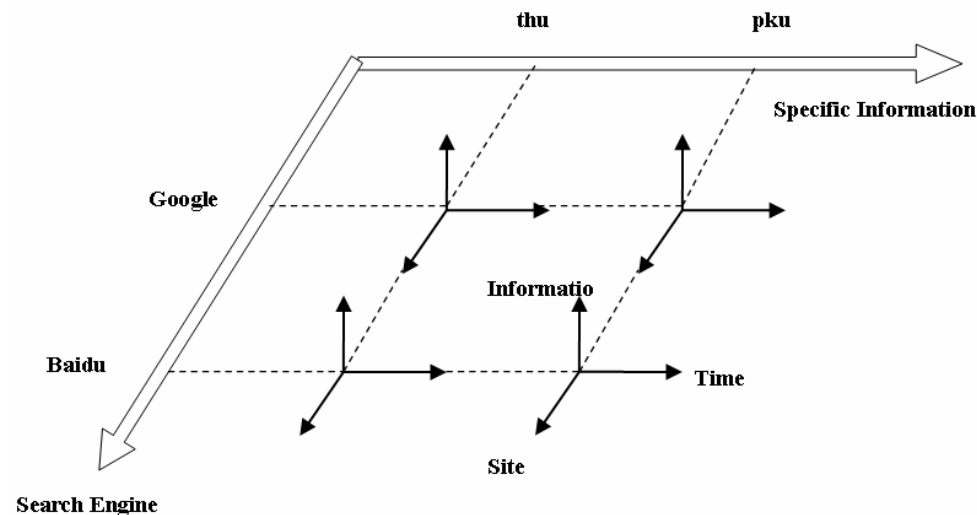 thu
pku
Specific Information
Google
Informatio
Baidu
Time
Site
Search Engine